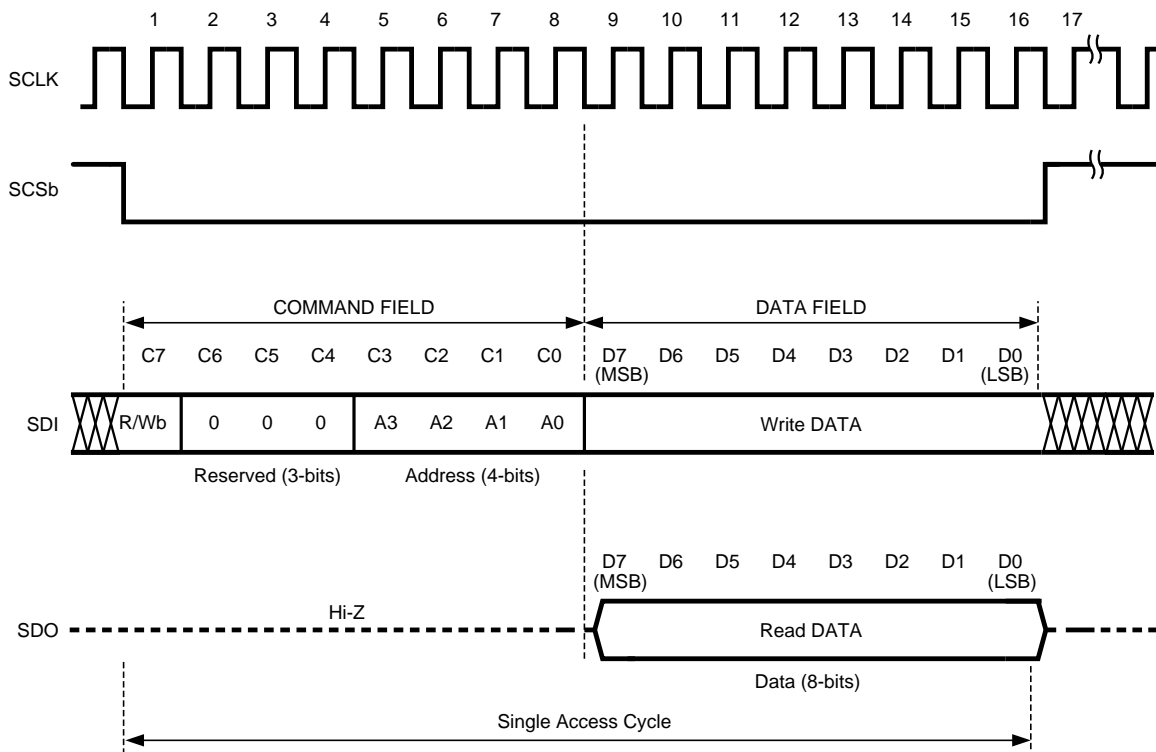 1 2 3 4 5 6 7 8 9 10 11 12 13 14 15 16 17
SCLK
SCSb
COMMAND FIELD DATA FIELD
C7 C6 C5 C4 C3 C2 C1 C0 D7 D6 D5 D4 D3 D2 D1 D0
(MSB) (LSB)
SDI R/Wb 0 0 0 A3 A2 A1 A0 Write DATA
Reserved (3-bits) Address (4-bits)
D7 D6 D5 D4 D3 D2 D1 D0
(MSB) (LSB)
Hi-Z
SDO Read DATA
Data (8-bits)
Single Access Cycle